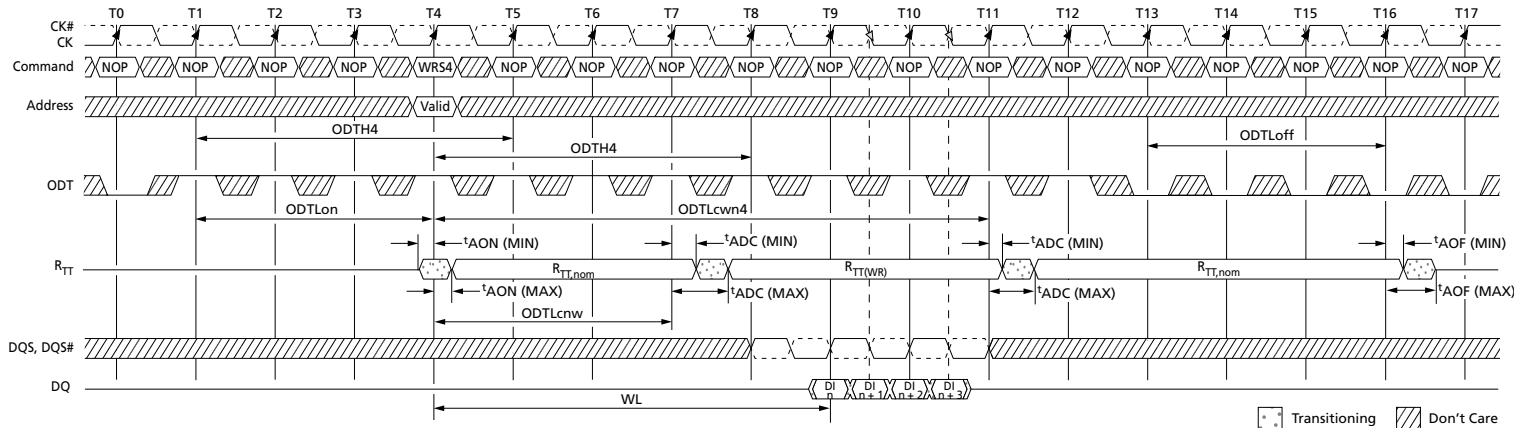 T0 T1 T2 T3 T4 T5 T6 T7 T8 T9 T10 T11 T12 T13 T14 T15 T16 T17
CK#
CK
Command NOP NOP NOP NOP WRS4 NOP NOP NOP NOP NOP NOP NOP NOP NOP NOP NOP NOP NOP
Address Valid
ODTH4 ODTLoff
ODTH4
ODT
ODTLon ODTLcwn4
tAON (MIN) tADC (MIN) tADC (MIN) tAOF (MIN)
RTT RTT,nom RTT(WR) RTT,nom
tAON (MAX) tADC (MAX) tADC (MAX) tAOF (MAX)
ODTLcnw
DQS, DQS#
DQ DI n DI n + 1 DI n + 2 DI n + 3
WL
Transitioning Don't Care